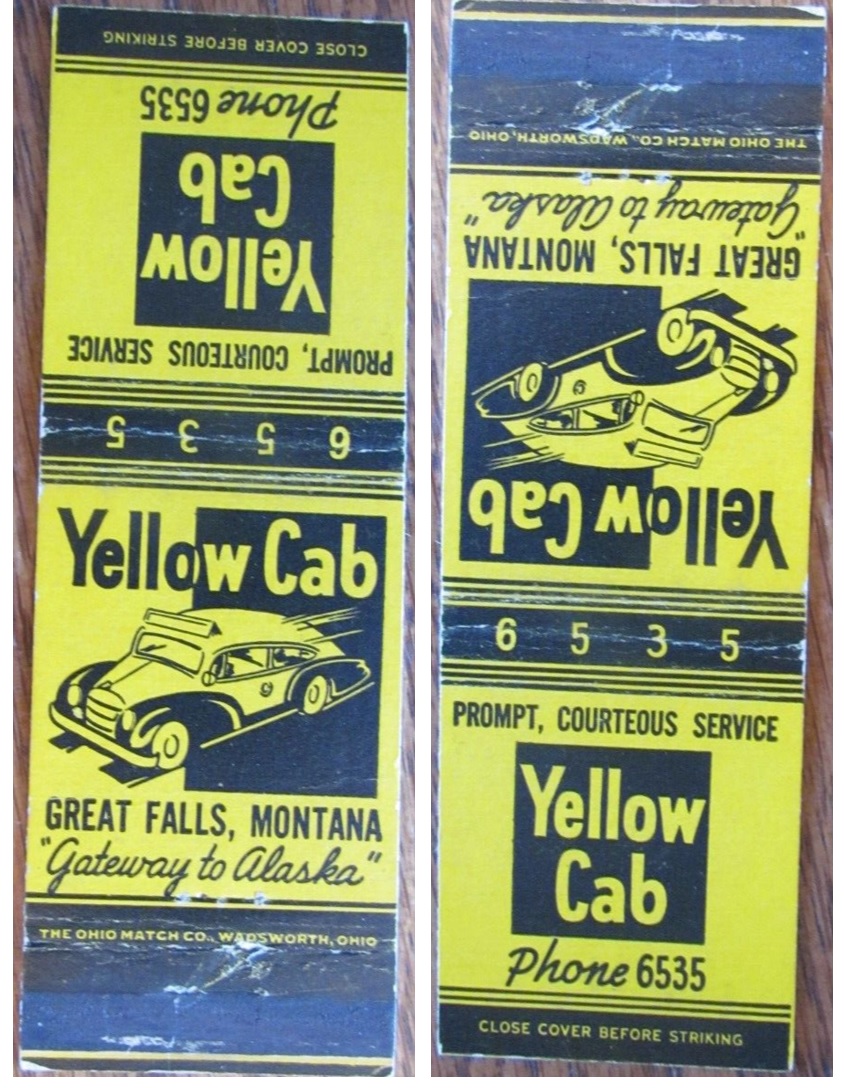 CLOSE COVER BEFORE STRIKING
Phone 6535
Yellow
Cab
PROMPT, COURTEOUS SERVICE
6 5 3 5
Yellow Cab
GREAT FALLS, MONTANA
"Gateway to Alaska"
THE OHIO MATCH CO., WADSWORTH, OHIO
THE OHIO MATCH CO., WADSWORTH, OHIO
"Gateway to Alaska"
GREAT FALLS, MONTANA
Yellow Cab
6 5 3 5
PROMPT, COURTEOUS SERVICE
Yellow
Cab
Phone 6535
CLOSE COVER BEFORE STRIKING